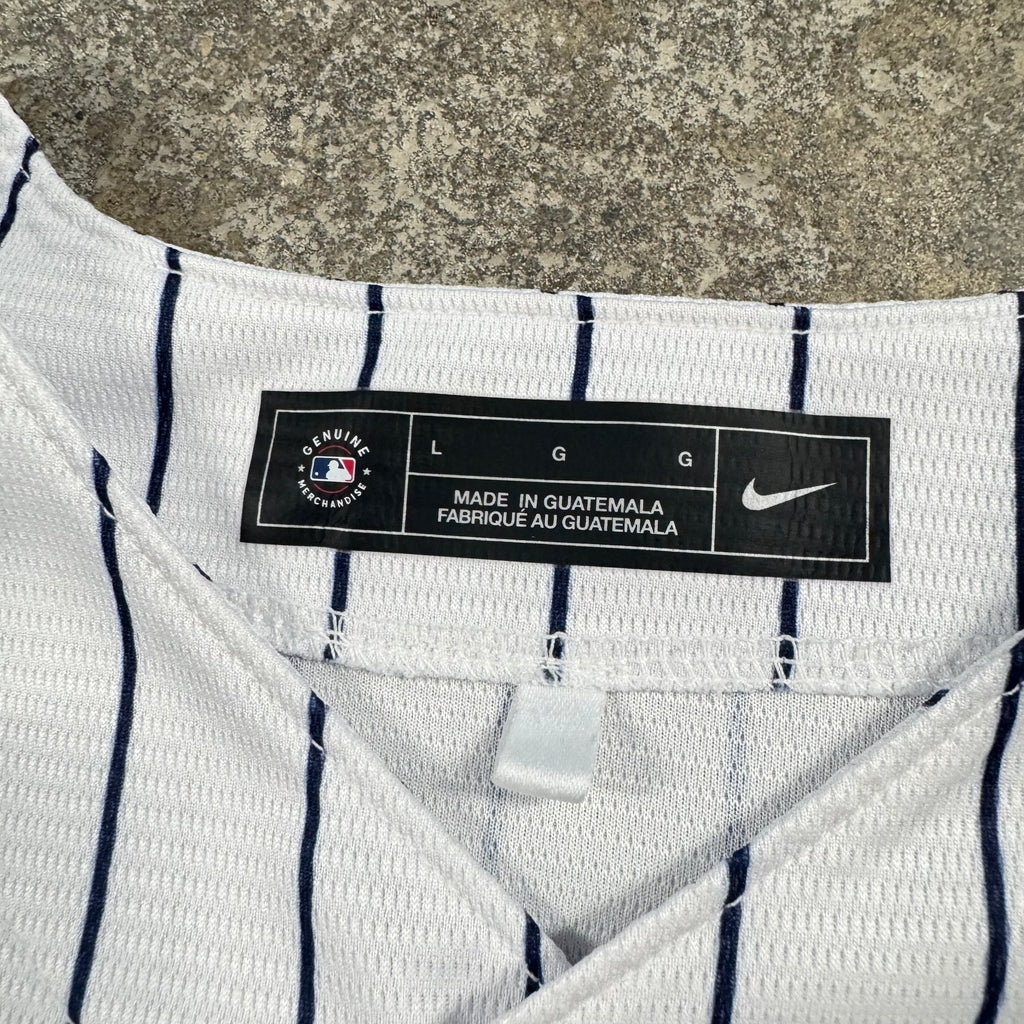 GENUINE
MERCHANDISE
L G G
MADE IN GUATEMALA
FABRIQUÉ AU GUATEMALA